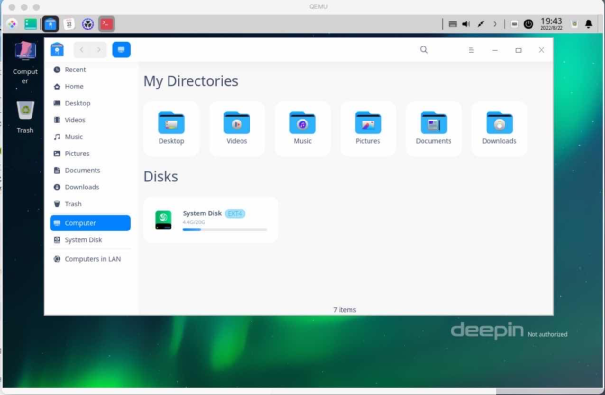 QEMU
19:43
2022/8/22
Comput
er
Trash
Recent
Home
Desktop
Videos
Music
Pictures
Documents
Downloads
Trash
Computer
System Disk
Computers in LAN
My Directories
Desktop
Videos
Music
Pictures
Documents
Downloads
Disks
System Disk EXT4
7 items
deepin Not authorized